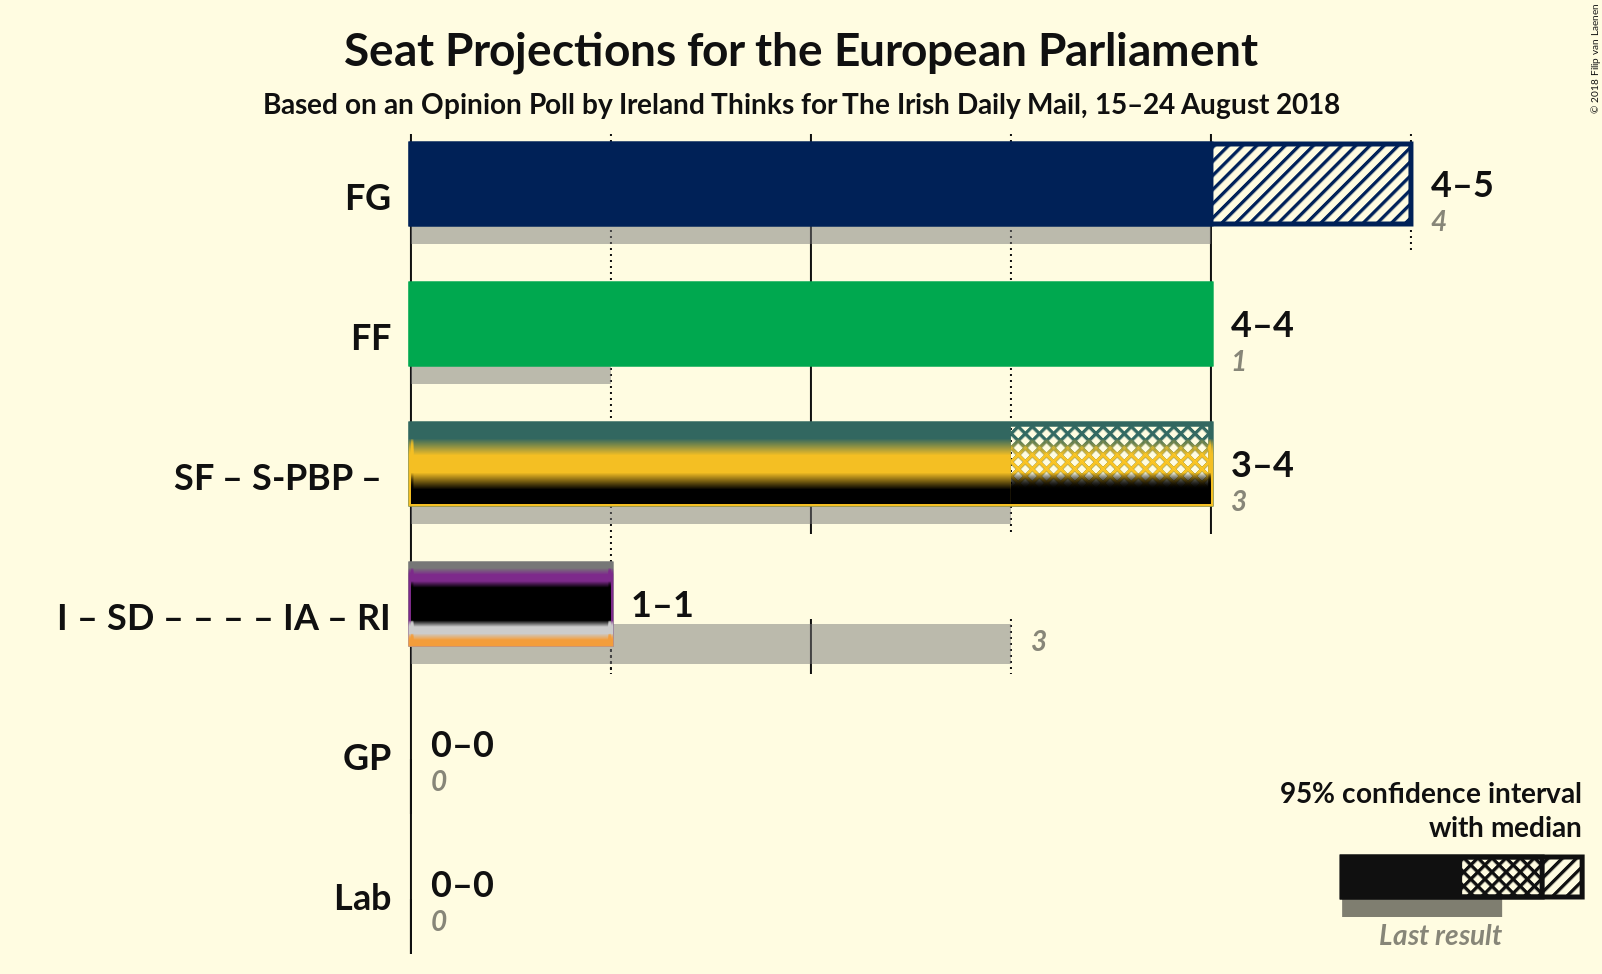 Seat Projections for the European Parliament
Based on an Opinion Poll by Ireland Thinks for The Irish Daily Mail, 15–24 August 2018
© 2018 Filip van Laenen
FG
4–5
4
FF
4–4
1
SF – S-PBP –
3–4
3
I – SD – – – – IA – RI
1–1
3
GP
0–0
0
Lab
0–0
0
95% confidence interval
with median
Last result